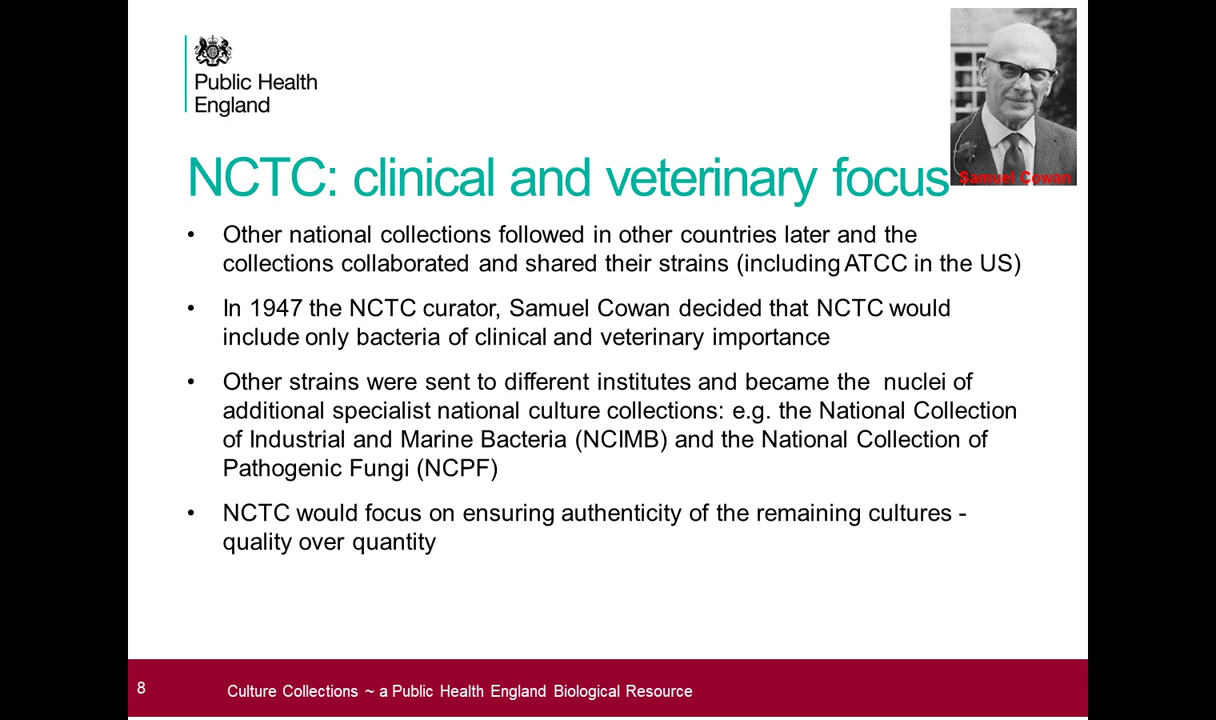 Public Health
England
Samuel Cowan
NCTC: clinical and veterinary focus
• Other national collections followed in other countries later and the
collections collaborated and shared their strains (including ATCC in the US)
• In 1947 the NCTC curator, Samuel Cowan decided that NCTC would
include only bacteria of clinical and veterinary importance
• Other strains were sent to different institutes and became the  nuclei of
additional specialist national culture collections: e.g. the National Collection
of Industrial and Marine Bacteria (NCIMB) and the National Collection of
Pathogenic Fungi (NCPF)
• NCTC would focus on ensuring authenticity of the remaining cultures -
quality over quantity
8
Culture Collections ~ a Public Health England Biological Resource